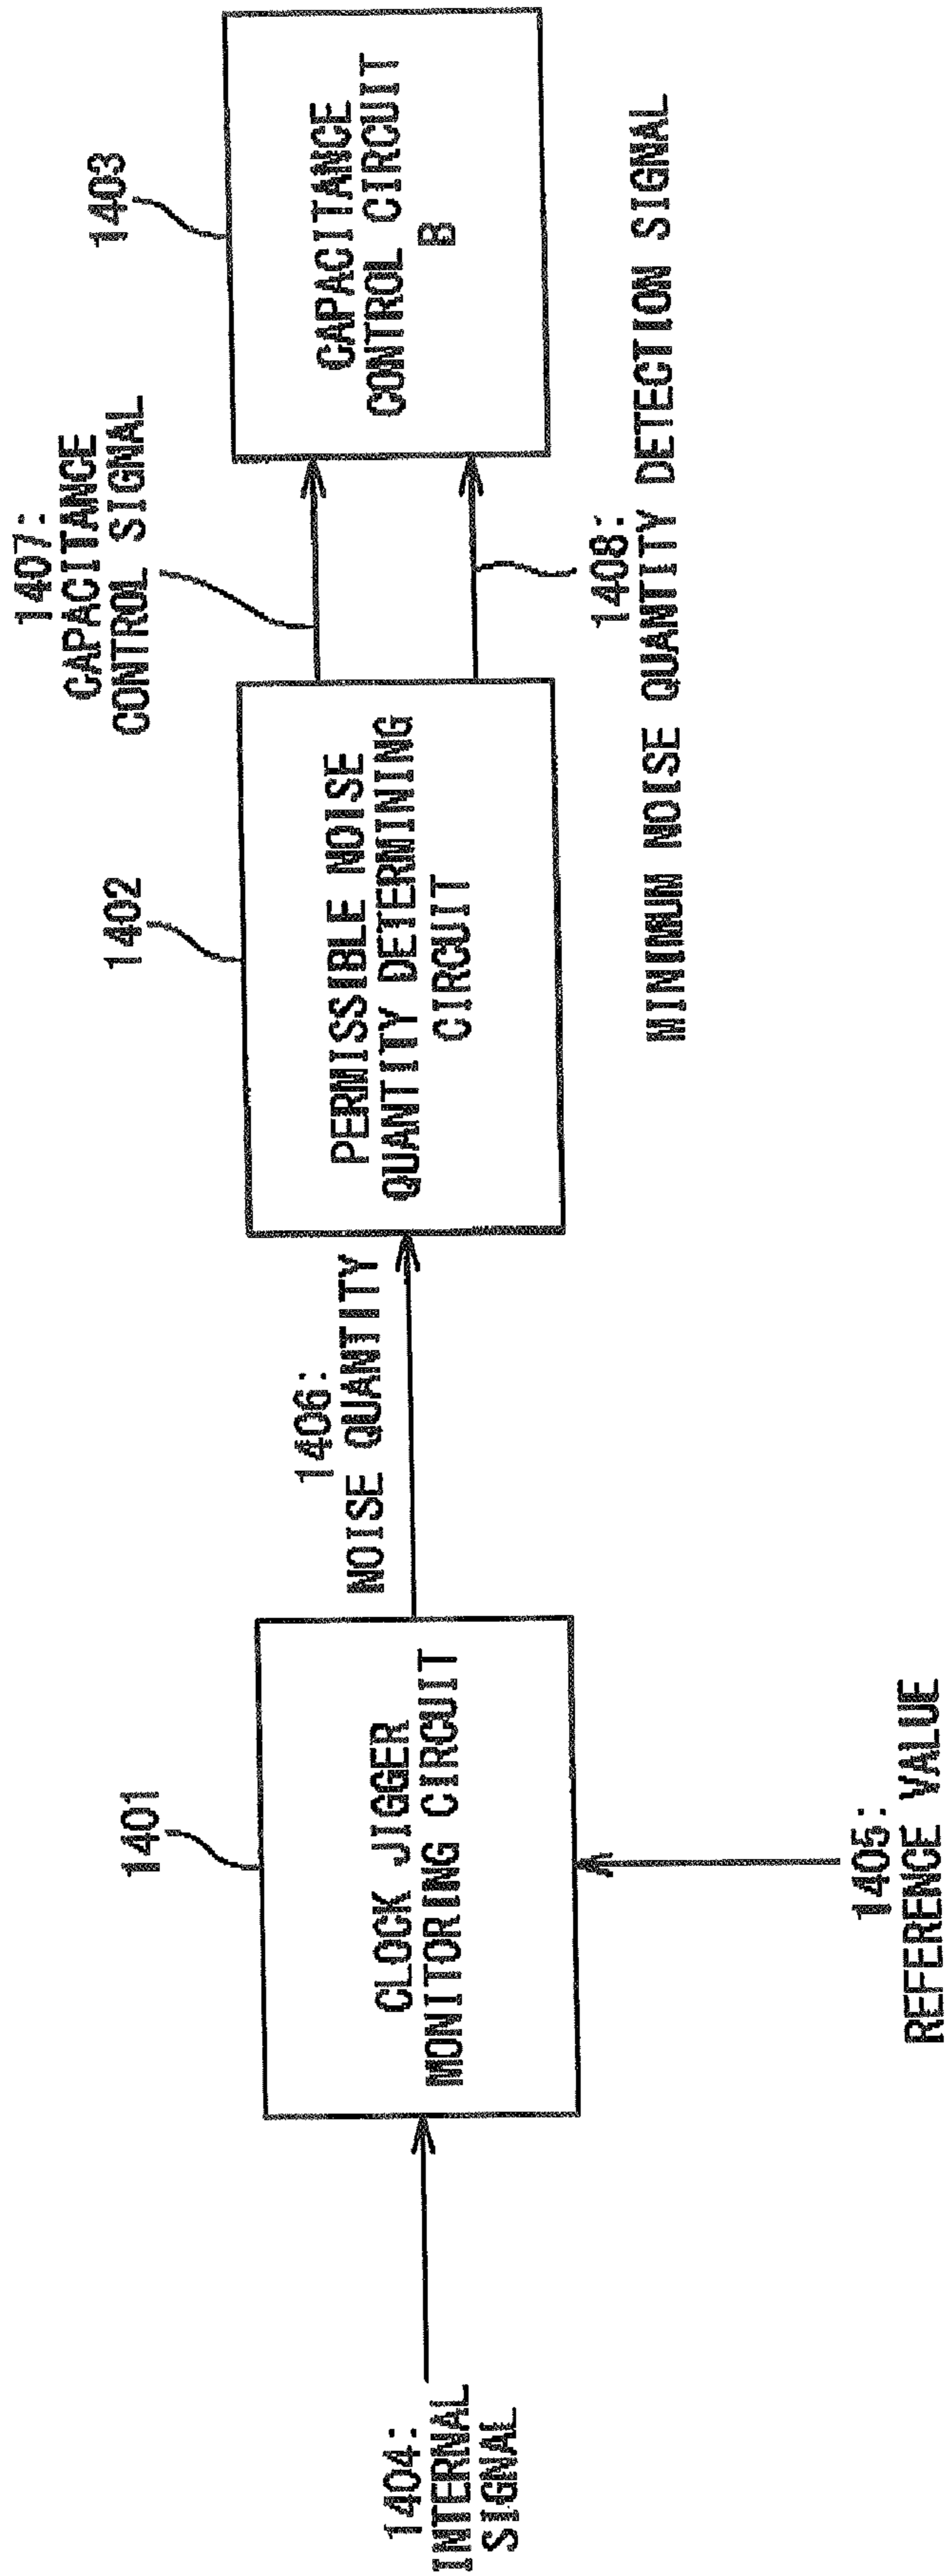 1404:
INTERNAL
SIGNAL
1401
CLOCK JIGGER
MONITORING CIRCUIT
1405:
REFERENCE VALUE
1406:
NOISE QUANTITY
1402
PERMISSIBLE NOISE
QUANTITY DETERMINING
CIRCUIT
1407:
CAPACITANCE
CONTROL SIGNAL
1408:
MINIMUM NOISE QUANTITY DETECTION SIGNAL
1403
CAPACITANCE
CONTROL CIRCUIT
B